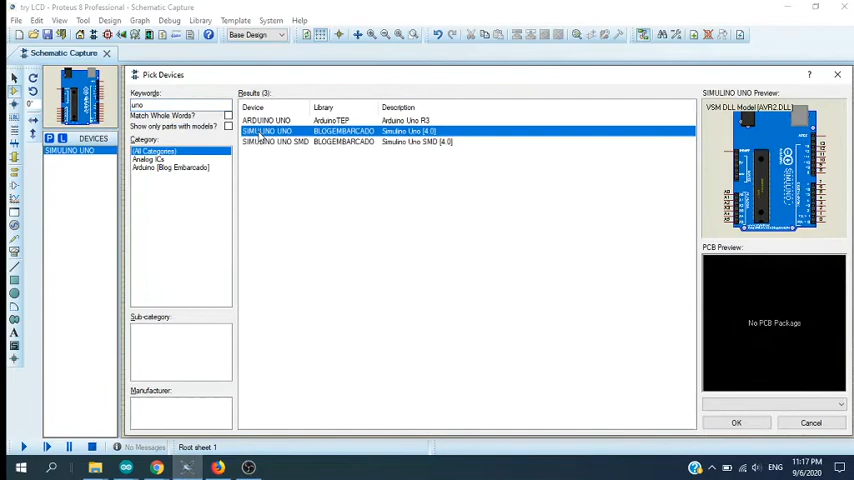 try LCD - Proteus 8 Professional - Schematic Capture
File Edit View Tool Design Graph Debug Library Template System Help
Base Design
Schematic Capture
Pick Devices
Keywords:
uno
Match Whole Words?
Show only parts with models?
Category:
(All Categories)
Analog ICs
Arduino [Blog Embarcado]
Sub-category:
Manufacturer:
Results (3):
Device Library Description
ARDUINO UNO ArduinoTEP Arduino Uno R3
SIMULINO UNO BLOGEMBARCADO Simulino Uno [4.0]
SIMULINO UNO SMD BLOGEMBARCADO Simulino Uno SMD [4.0]
SIMULINO UNO Preview:
VSM DLL Model [AVR2.DLL]
PCB Preview:
No PCB Package
OK Cancel
P L DEVICES
SIMULINO UNO
0°
No Messages Root sheet 1
ENG
11:17 PM
9/6/2020